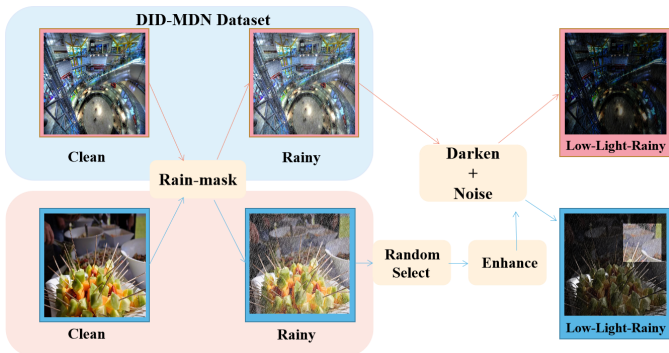 DID-MDN Dataset
Clean
Rainy
Rain-mask
Darken
+
Noise
Low-Light-Rainy
Random
Select
Enhance
Clean
Rainy
Low-Light-Rainy